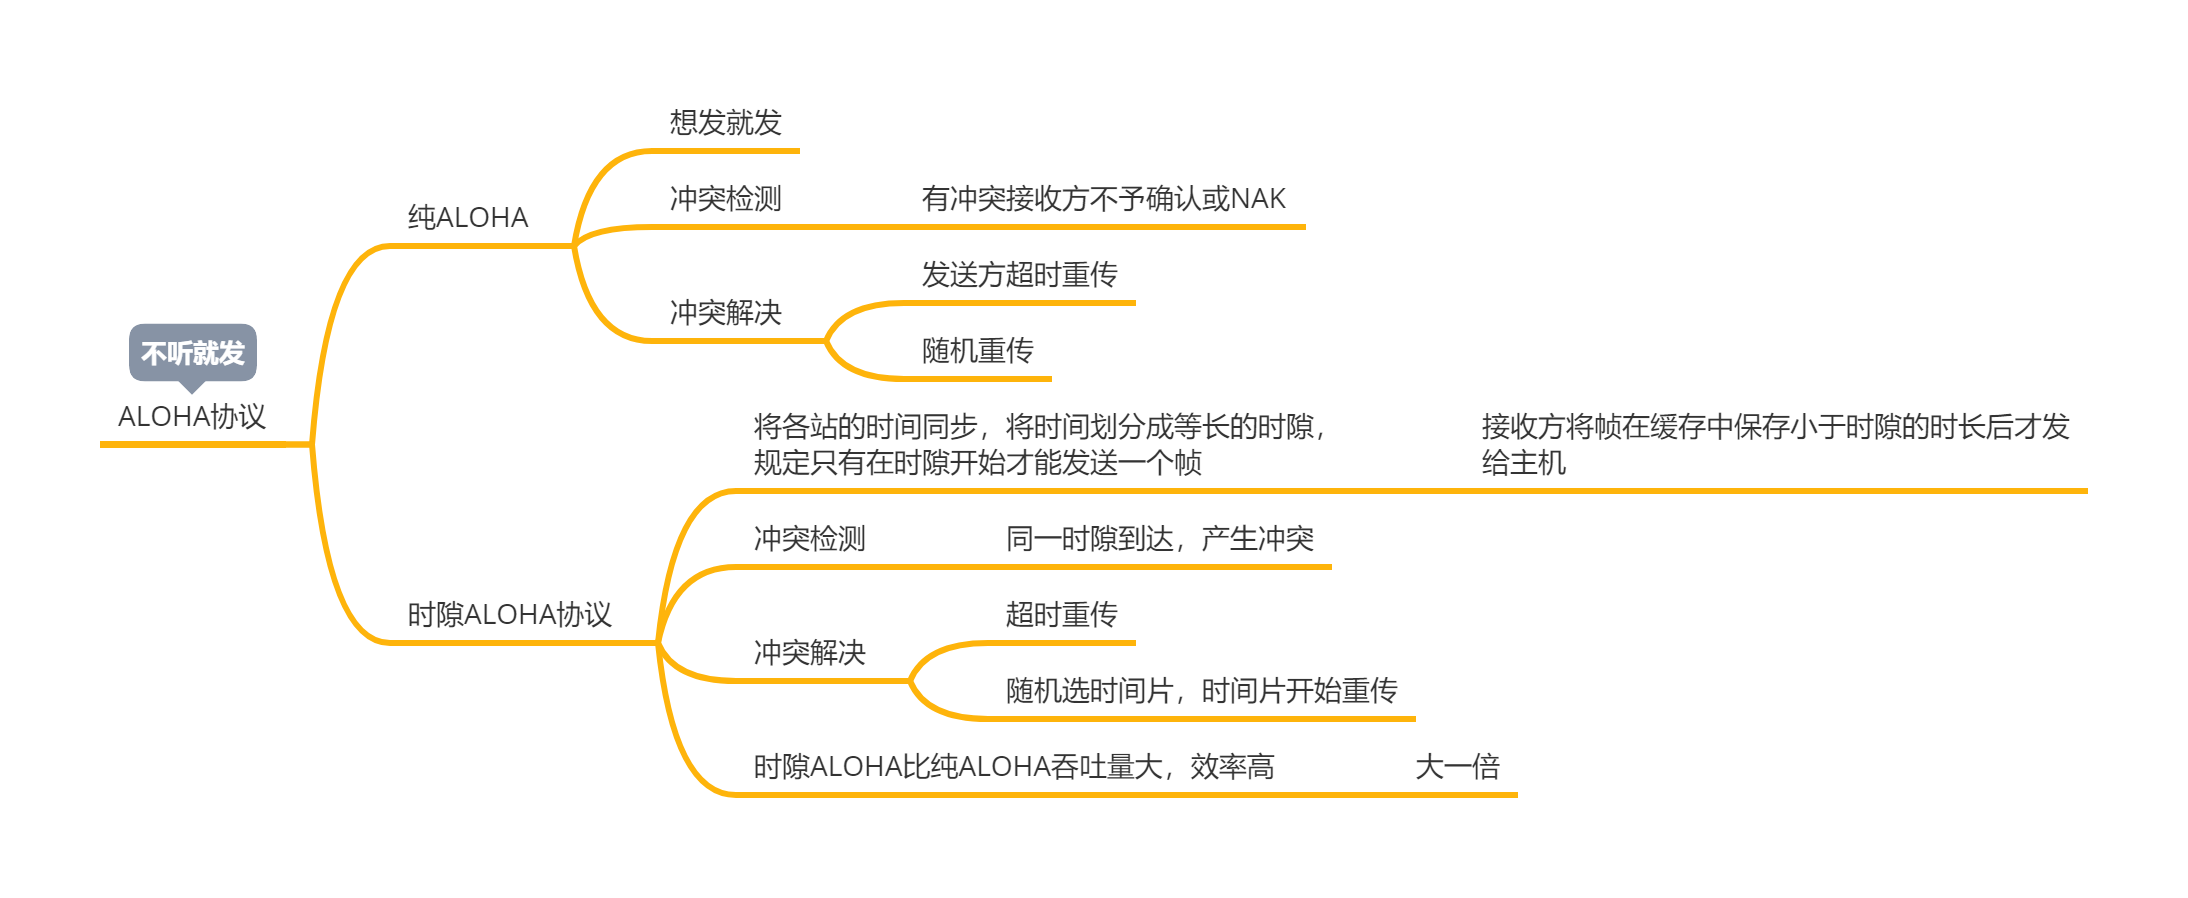 想发就发
冲突检测
有冲突接收方不予确认或NAK
纯ALOHA
发送方超时重传
冲突解决
随机重传
不听就发
ALOHA协议
将各站的时间同步，将时间划分成等长的时隙，
规定只有在时隙开始才能发送一个帧
接收方将帧在缓存中保存小于时隙的时长后才发
给主机
冲突检测
同一时隙到达，产生冲突
时隙ALOHA协议
超时重传
冲突解决
随机选时间片，时间片开始重传
时隙ALOHA比纯ALOHA吞吐量大，效率高
大一倍